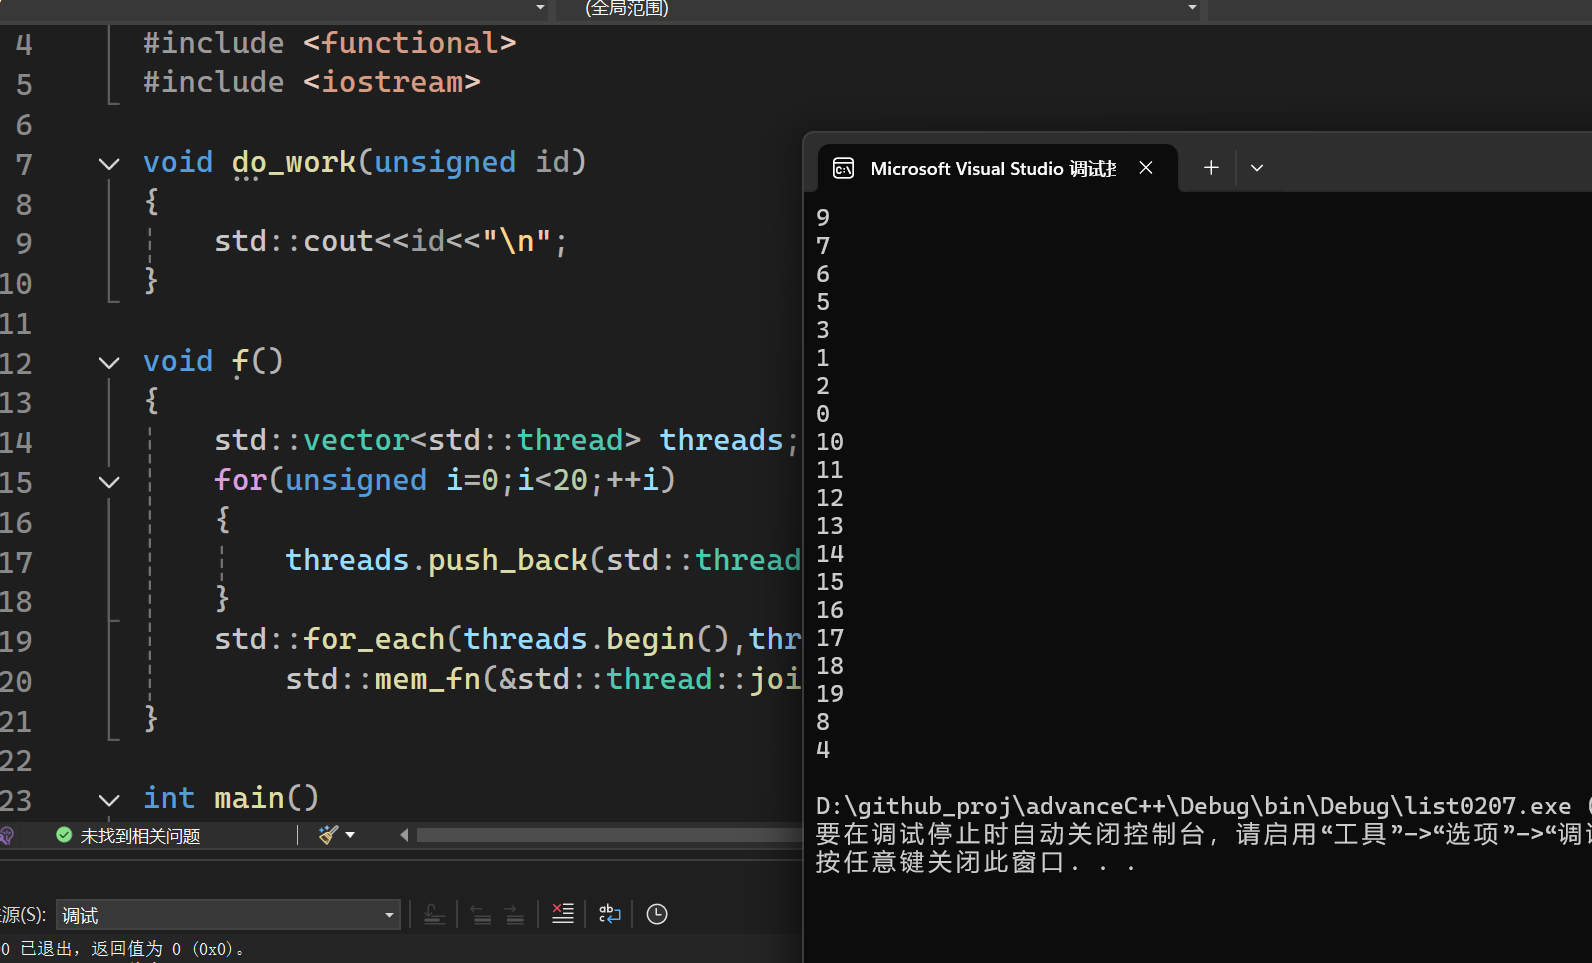 (全局范围)
4 #include <functional>
5 #include <iostream>
6
7 void do_work(unsigned id)
8 {
9 std::cout<<id<<"\n";
10 }
11
12 void f()
13 {
14 std::vector<std::thread> threads;
15 for(unsigned i=0;i<20;++i)
16 {
17 threads.push_back(std::thread
18 }
19 std::for_each(threads.begin(),thr
20 std::mem_fn(&std::thread::joi
21 }
22
23 int main()
未找到相关问题
源(S): 调试
0 已退出，返回值为 0 (0x0)。
Microsoft Visual Studio 调试
9
7
6
5
3
1
2
0
10
11
12
13
14
15
16
17
18
19
8
4
D:\github_proj\advanceC++\Debug\bin\Debug\list0207.exe (
要在调试停止时自动关闭控制台，请启用“工具”->“选项”->“调试
按任意键关闭此窗口. . .